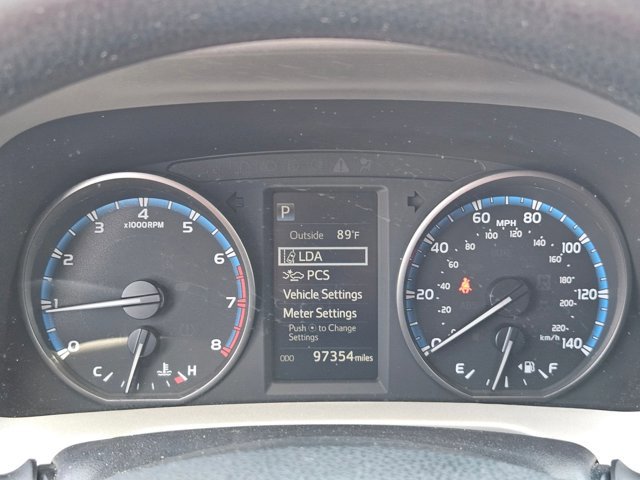 x1000RPM
0
1
2
3
4
5
6
7
8
C
H
P
Outside 89°F
LDA
PCS
Vehicle Settings
Meter Settings
Push to Change
Settings
ODO 97354 miles
MPH
0
20
40
60
80
100
120
140
20
40
60
80
100
120
140
160
180
200
220
km/h
E
F